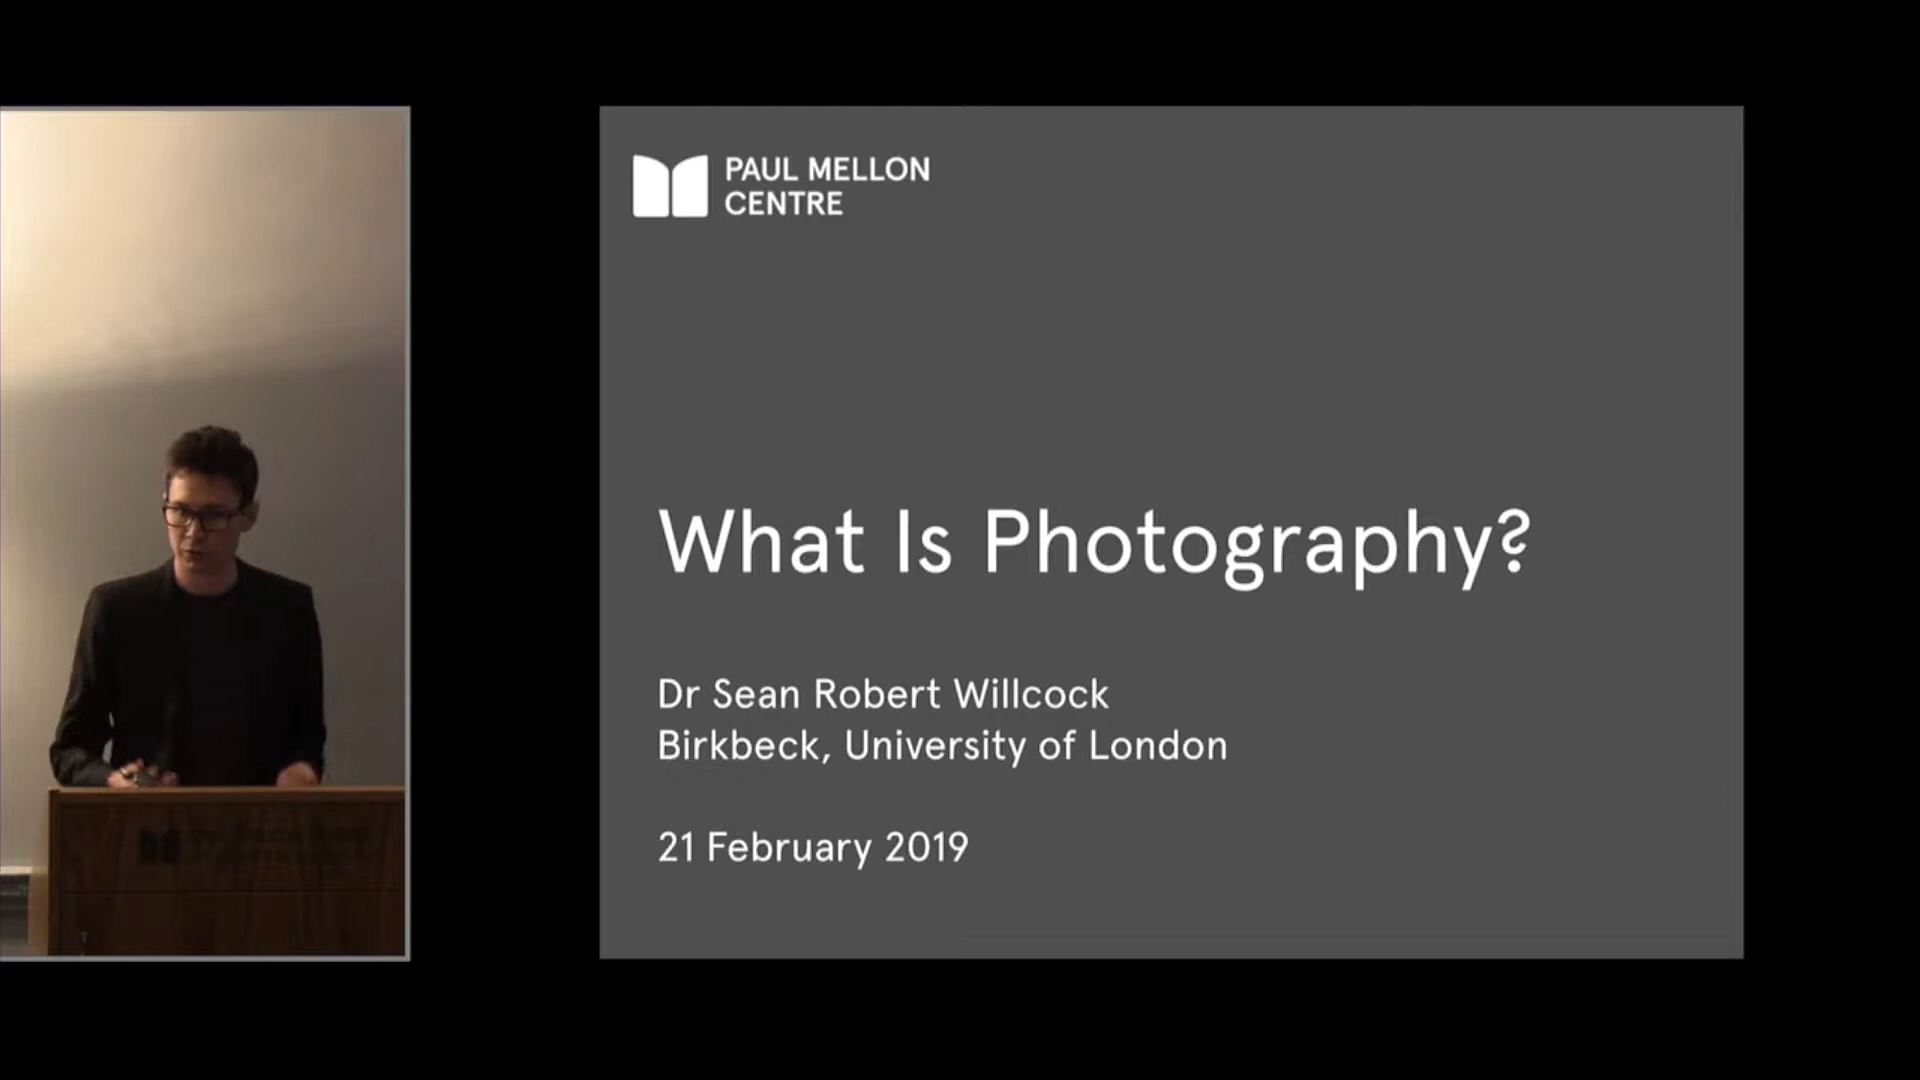 PAUL MELLON
CENTRE
What Is Photography?
Dr Sean Robert Willcock
Birkbeck, University of London
21 February 2019